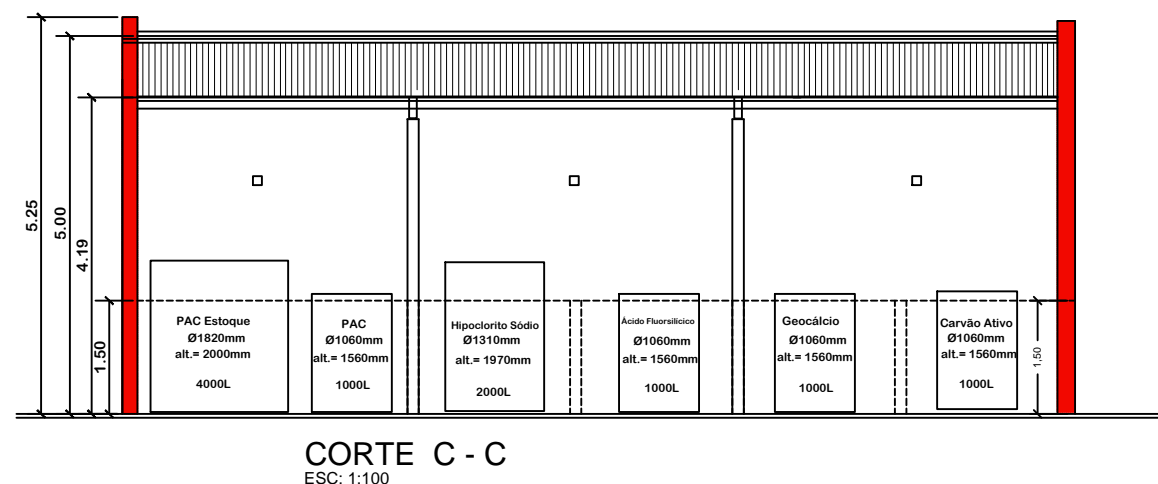 5.25
5.00
4.19
1.50
PAC Estoque
Ø1820mm
alt.= 2000mm
4000L
PAC
Ø1060mm
alt.= 1560mm
1000L
Hipoclorito Sódio
Ø1310mm
alt.= 1970mm
2000L
Ácido Fluorsilícico
Ø1060mm
alt.= 1560mm
1000L
Geocálcio
Ø1060mm
alt.= 1560mm
1000L
Carvão Ativo
Ø1060mm
alt.= 1560mm
1000L
1,50
CORTE C - C
ESC: 1:100